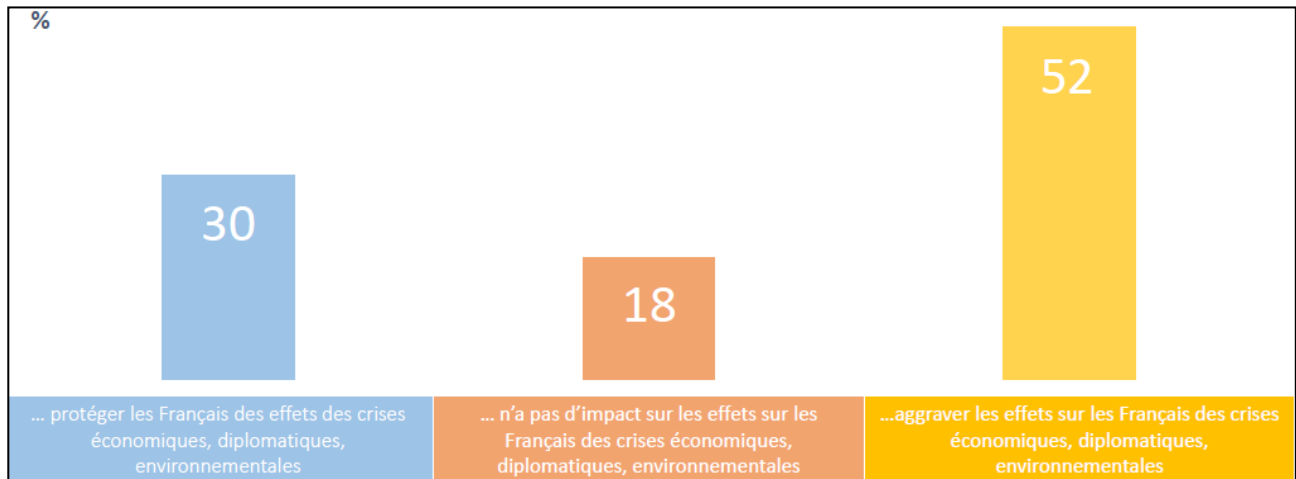 %
52
30
18
... protéger les Français des effets des crises
économiques, diplomatiques,
environnementales
... n'a pas d'impact sur les effets sur les
Français des crises économiques,
diplomatiques, environnementales
...aggraver les effets sur les Français des crises
économiques, diplomatiques,
environnementales